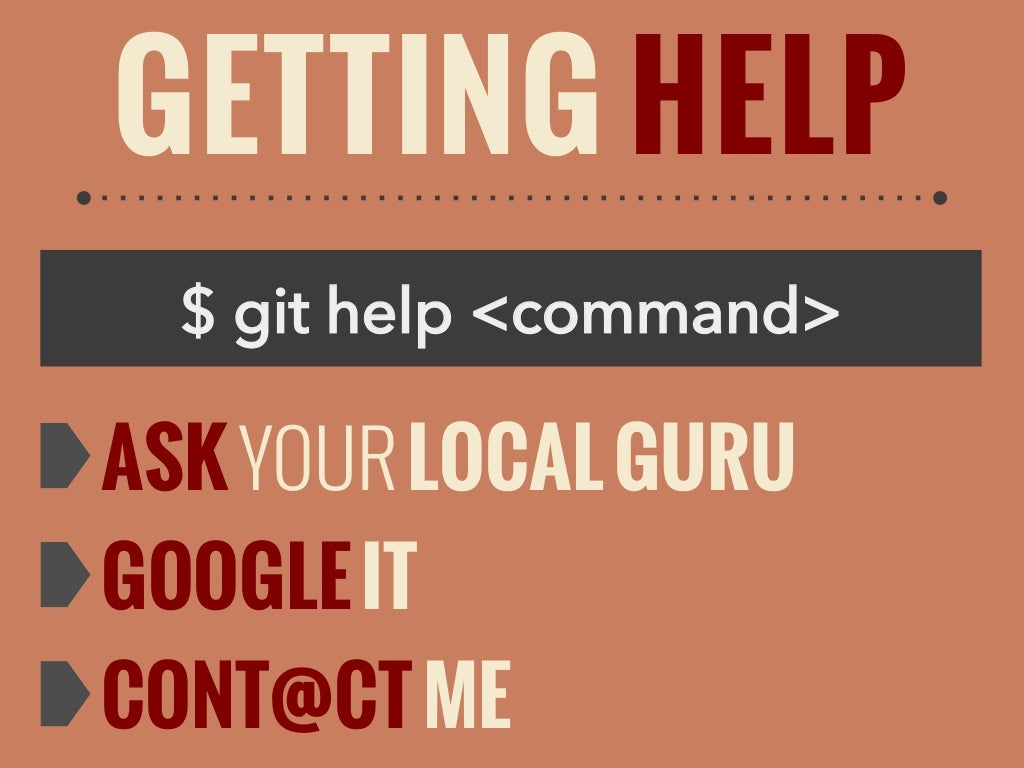 GETTING HELP
$ git help <command>
ASK YOUR LOCAL GURU
GOOGLE IT
CONT@CT ME